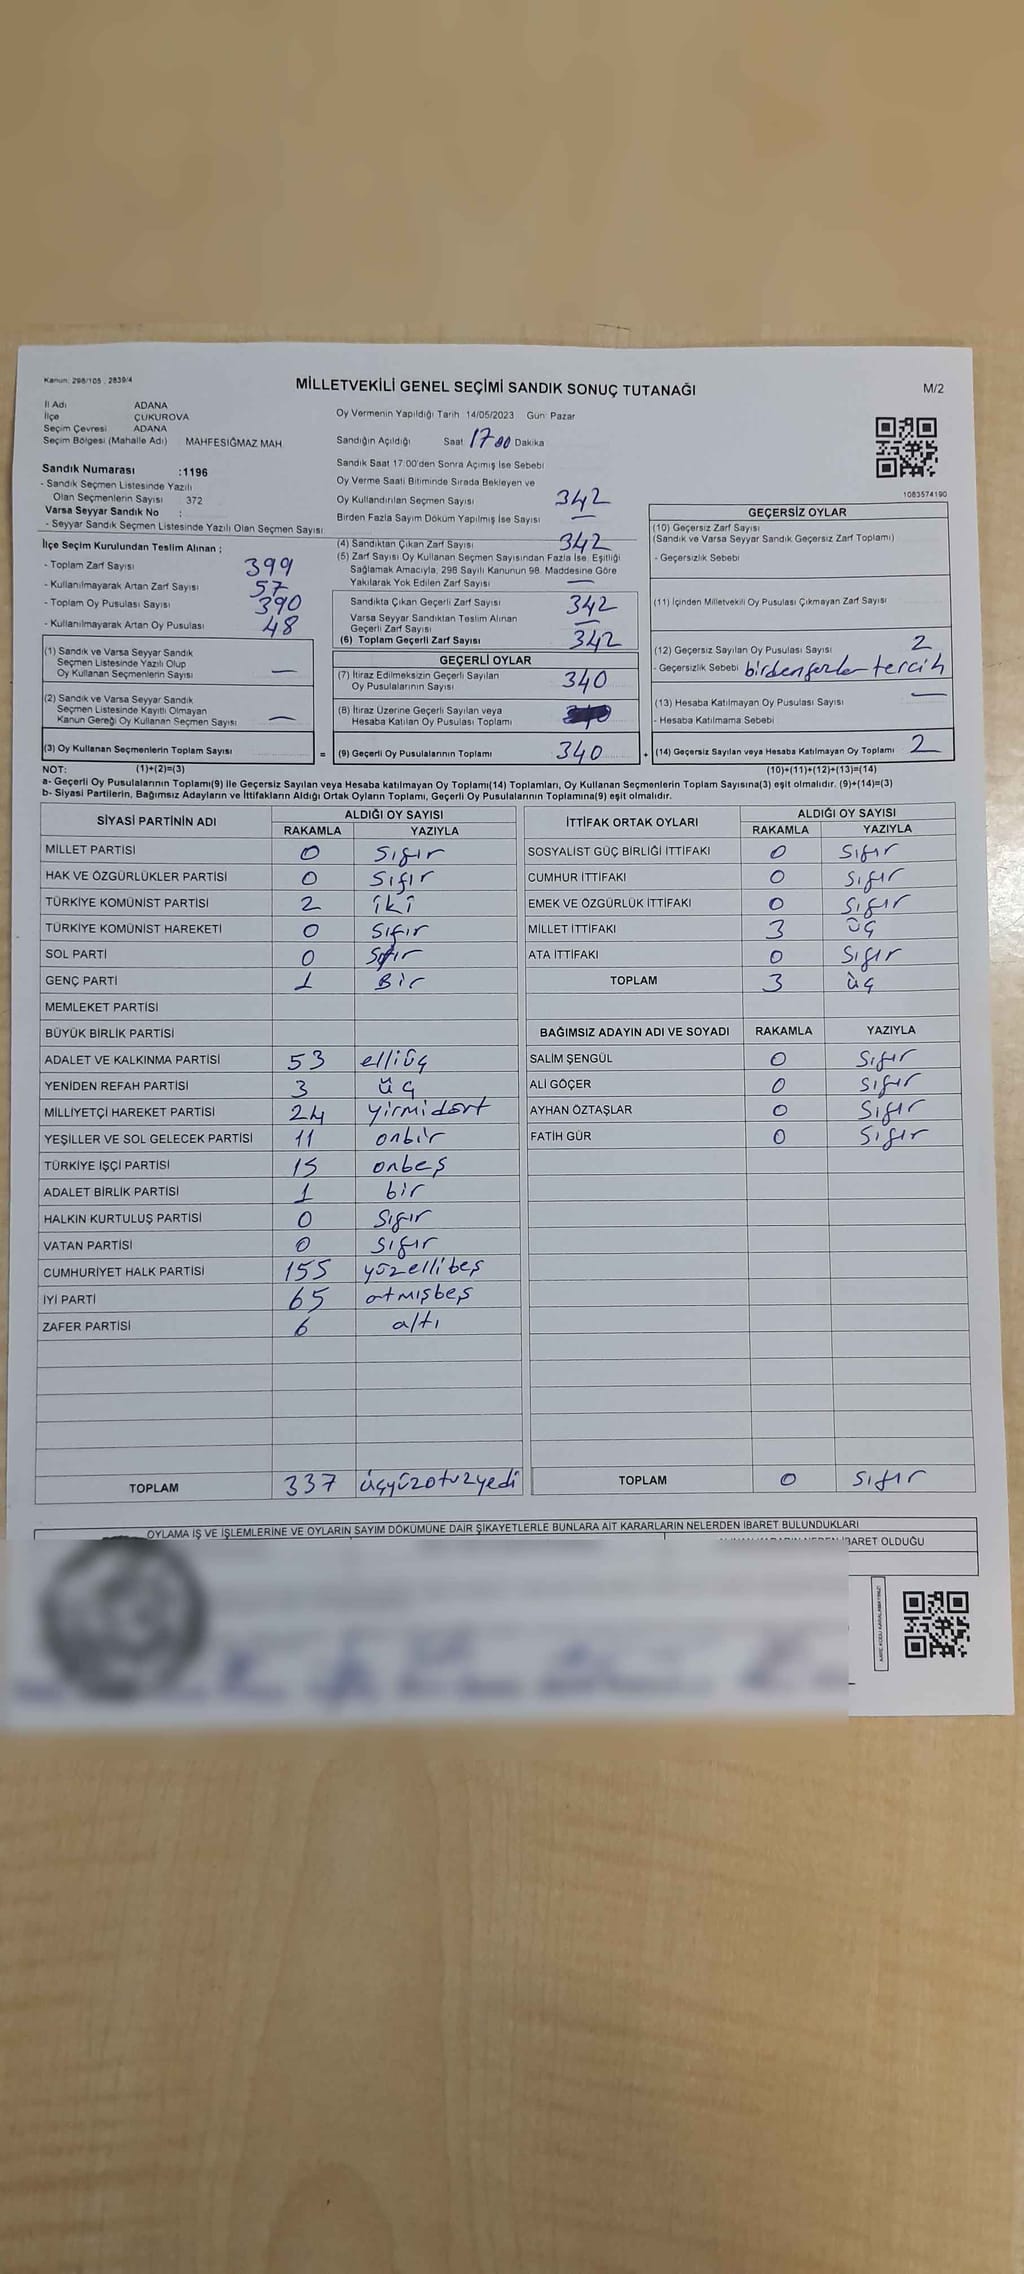 Kanun: 298/105 , 2839/4
MİLLETVEKİLİ GENEL SEÇİMİ SANDIK SONUÇ TUTANAĞI
M/2
İl Adı ADANA
İlçe ÇUKUROVA
Seçim Çevresi ADANA
Seçim Bölgesi (Mahalle Adı) MAHFESIĞMAZ MAH
Sandık Numarası :1196
- Sandık Seçmen Listesinde Yazılı
Olan Seçmenlerin Sayısı 372
Varsa Seyyar Sandık No :
- Seyyar Sandık Seçmen Listesinde Yazılı Olan Seçmen Sayısı
Oy Vermenin Yapıldığı Tarih 14/05/2023 Gün: Pazar
Sandığın Açıldığı Saat 17 00 Dakika
Sandık Saat 17:00'den Sonra Açımış İse Sebebi
Oy Verme Saati Bitiminde Sırada Bekleyen ve
Oy Kullandırılan Seçmen Sayısı 342
Birden Fazla Sayım Döküm Yapılmış İse Sayısı —
1083574190
İlçe Seçim Kurulundan Teslim Alınan ;
- Toplam Zarf Sayısı 399
- Kullanılmayarak Artan Zarf Sayısı 57
- Toplam Oy Pusulası Sayısı 390
- Kullanılmayarak Artan Oy Pusulası 48
(1) Sandık ve Varsa Seyyar Sandık
Seçmen Listesinde Yazılı Olup
Oy Kullanan Seçmenlerin Sayısı —
(2) Sandık ve Varsa Seyyar Sandık
Seçmen Listesinde Kayıtlı Olmayan
Kanun Gereği Oy Kullanan Seçmen Sayısı —
(3) Oy Kullanan Seçmenlerin Toplam Sayısı =
(4) Sandıktan Çıkan Zarf Sayısı 342
(5) Zarf Sayısı Oy Kullanan Seçmen Sayısından Fazla İse, Eşitliği
Sağlamak Amacıyla, 298 Sayılı Kanunun 98. Maddesine Göre
Yakılarak Yok Edilen Zarf Sayısı —
Sandıkta Çıkan Geçerli Zarf Sayısı 342
Varsa Seyyar Sandıktan Teslim Alınan
Geçerli Zarf Sayısı —
(6) Toplam Geçerli Zarf Sayısı 342
GEÇERLİ OYLAR
(7) İtiraz Edilmeksizin Geçerli Sayılan
Oy Pusulalarının Sayısı 340
(8) İtiraz Üzerine Geçerli Sayılan veya
Hesaba Katılan Oy Pusulası Toplamı
(9) Geçerli Oy Pusulalarının Toplamı 340 +
GEÇERSİZ OYLAR
(10) Geçersiz Zarf Sayısı
(Sandık ve Varsa Seyyar Sandık Geçersiz Zarf Toplamı)
- Geçersizlik Sebebi
(11) İçinden Milletvekili Oy Pusulası Çıkmayan Zarf Sayısı
(12) Geçersiz Sayılan Oy Pusulası Sayısı 2
- Geçersizlik Sebebi tercih
(13) Hesaba Katılmayan Oy Pusulası Sayısı —
- Hesaba Katılmama Sebebi
(14) Geçersiz Sayılan veya Hesaba Katılmayan Oy Toplamı 2
NOT: (1)+(2)=(3) (10)+(11)+(12)+(13)=(14)
a- Geçerli Oy Pusulalarının Toplamı(9) ile Geçersiz Sayılan veya Hesaba katılmayan Oy Toplamı(14) Toplamları, Oy Kullanan Seçmenlerin Toplam Sayısına(3) eşit olmalıdır. (9)+(14)=(3)
b- Siyasi Partilerin, Bağımsız Adayların ve İttifakların Aldığı Ortak Oyların Toplamı, Geçerli Oy Pusulalarının Toplamına(9) eşit olmalıdır.
SİYASİ PARTİNİN ADI ALDIĞI OY SAYISI
RAKAMLA YAZIYLA
MİLLET PARTİSİ 0 sıfır
HAK VE ÖZGÜRLÜKLER PARTİSİ 0 sıfır
TÜRKİYE KOMÜNİST PARTİSİ 2 iki
TÜRKİYE KOMÜNİST HAREKETİ 0 sıfır
SOL PARTİ 0 sıfır
GENÇ PARTİ 1 Bir
MEMLEKET PARTİSİ
BÜYÜK BİRLİK PARTİSİ
ADALET VE KALKINMA PARTİSİ 53 elliüç
YENİDEN REFAH PARTİSİ 3 üç
MİLLİYETÇİ HAREKET PARTİSİ 24 yirmidört
YEŞİLLER VE SOL GELECEK PARTİSİ 11 onbir
TÜRKİYE İŞÇİ PARTİSİ 15 onbeş
ADALET BİRLİK PARTİSİ 1 bir
HALKIN KURTULUŞ PARTİSİ 0 sıfır
VATAN PARTİSİ 0 sıfır
CUMHURİYET HALK PARTİSİ 155 yüzellibeş
İYİ PARTİ 65 atmışbeş
ZAFER PARTİSİ 6 altı
TOPLAM 337 üçyüzotuzyedi
İTTİFAK ORTAK OYLARI ALDIĞI OY SAYISI
RAKAMLA YAZIYLA
SOSYALİST GÜÇ BİRLİĞİ İTTİFAKI 0 sıfır
CUMHUR İTTİFAKI 0 sıfır
EMEK VE ÖZGÜRLÜK İTTİFAKI 0 sıfır
MİLLET İTTİFAKI 3 üç
ATA İTTİFAKI 0 sıfır
TOPLAM 3 üç
BAĞIMSIZ ADAYIN ADI VE SOYADI RAKAMLA YAZIYLA
SALİM ŞENGÜL 0 sıfır
ALİ GÖÇER 0 sıfır
AYHAN ÖZTAŞLAR 0 sıfır
FATİH GÜR 0 sıfır
TOPLAM 0 sıfır
OYLAMA İŞ VE İŞLEMLERİNE VE OYLARIN SAYIM DÖKÜMÜNE DAİR ŞİKAYETLERLE BUNLARA AİT KARARLARIN NELERDEN İBARET BULUNDUKLARI
İBARET OLDUĞU